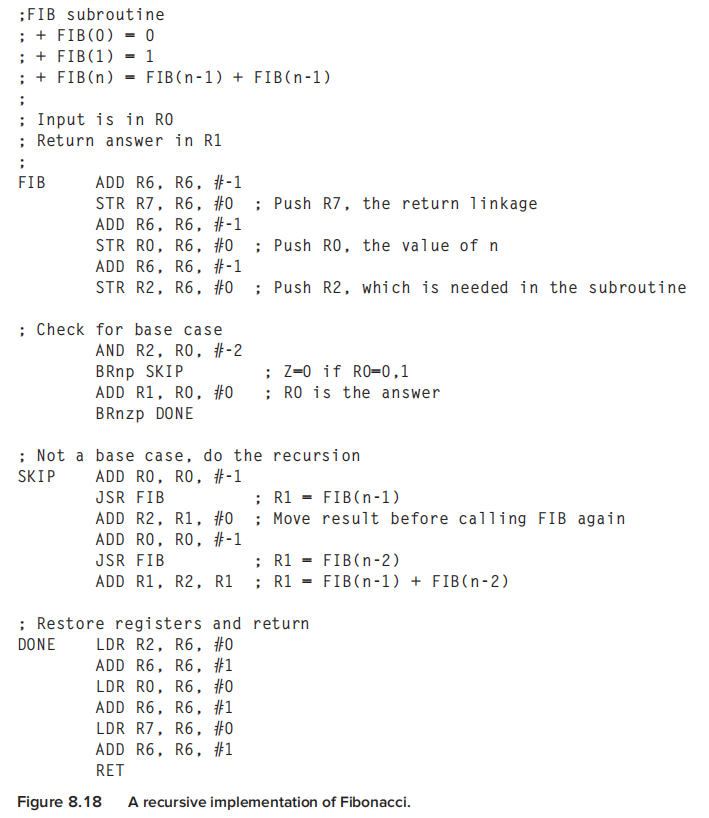 ;FIB subroutine
; + FIB(0) = 0
; + FIB(1) = 1
; + FIB(n) = FIB(n-1) + FIB(n-1)
;
; Input is in R0
; Return answer in R1
;
FIB     ADD R6, R6, #-1
        STR R7, R6, #0  ; Push R7, the return linkage
        ADD R6, R6, #-1
        STR R0, R6, #0  ; Push R0, the value of n
        ADD R6, R6, #-1
        STR R2, R6, #0  ; Push R2, which is needed in the subroutine

; Check for base case
        AND R2, R0, #-2
        BRnp SKIP        ; Z=0 if R0=0,1
        ADD R1, R0, #0   ; R0 is the answer
        BRnzp DONE

; Not a base case, do the recursion
SKIP    ADD R0, R0, #-1
        JSR FIB         ; R1 = FIB(n-1)
        ADD R2, R1, #0  ; Move result before calling FIB again
        ADD R0, R0, #-1
        JSR FIB         ; R1 = FIB(n-2)
        ADD R1, R2, R1  ; R1 = FIB(n-1) + FIB(n-2)

; Restore registers and return
DONE    LDR R2, R6, #0
        ADD R6, R6, #1
        LDR R0, R6, #0
        ADD R6, R6, #1
        LDR R7, R6, #0
        ADD R6, R6, #1
        RET
Figure 8.18 A recursive implementation of Fibonacci.